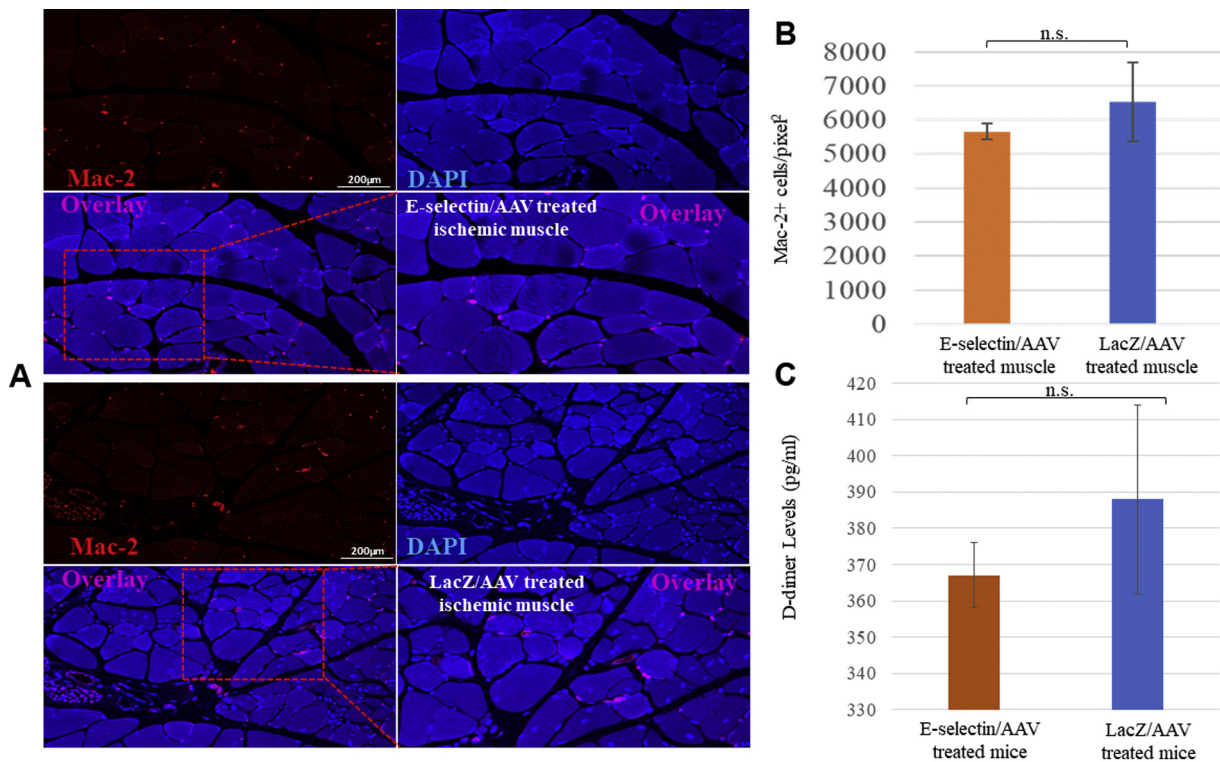 A
Mac-2
200μm
DAPI
Overlay
E-selectin/AAV treated
ischemic muscle
Overlay
Mac-2
200μm
DAPI
Overlay
LacZ/AAV treated
ischemic muscle
Overlay
B
n.s.
Mac-2+ cells/pixel²
8000
7000
6000
5000
4000
3000
2000
1000
0
E-selectin/AAV
treated muscle
LacZ/AAV
treated muscle
C
n.s.
D-dimer Levels (pg/ml)
420
410
400
390
380
370
360
350
340
330
E-selectin/AAV
treated mice
LacZ/AAV
treated mice